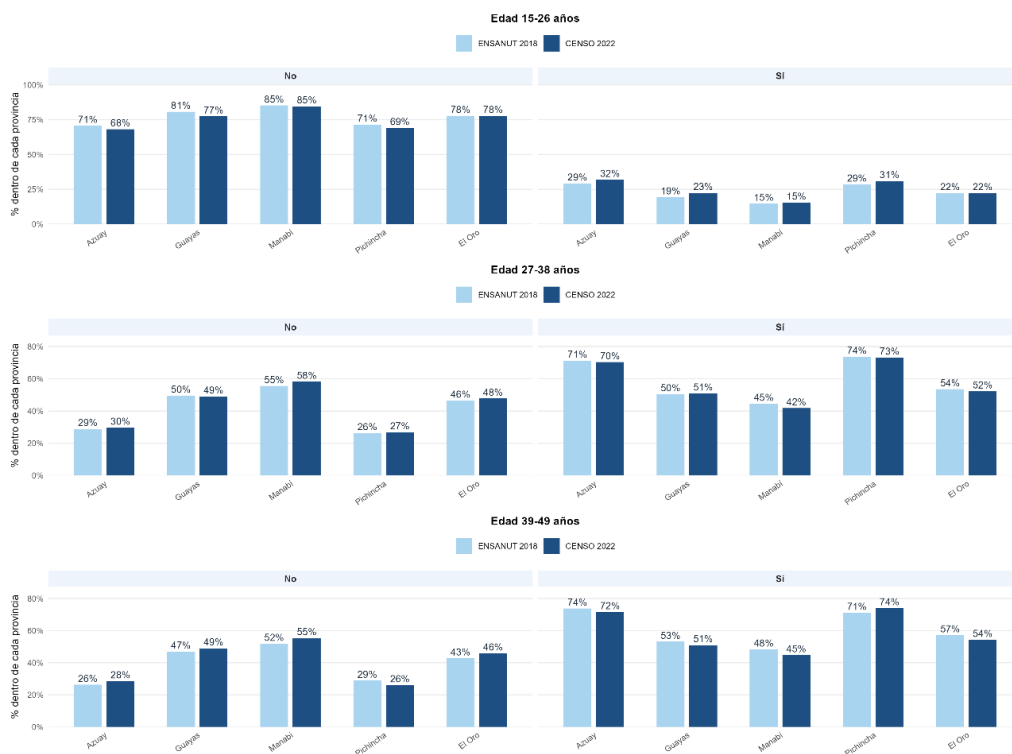 Edad 15-26 años
ENSANUT 2018 CENSO 2022
No Sí
% dentro de cada provincia
100%
75%
50%
25%
0%
71% 68% 81% 77% 85% 85% 71% 69% 78% 78%
29% 32% 19% 23% 15% 15% 29% 31% 22% 22%
Azuay Guayas Manabí Pichincha El Oro Azuay Guayas Manabí Pichincha El Oro
Edad 27-38 años
ENSANUT 2018 CENSO 2022
No Sí
% dentro de cada provincia
80%
60%
40%
20%
0%
29% 30% 50% 49% 55% 58% 26% 27% 46% 48%
71% 70% 50% 51% 45% 42% 74% 73% 54% 52%
Azuay Guayas Manabí Pichincha El Oro Azuay Guayas Manabí Pichincha El Oro
Edad 39-49 años
ENSANUT 2018 CENSO 2022
No Sí
% dentro de cada provincia
80%
60%
40%
20%
0%
26% 28% 47% 49% 52% 55% 29% 26% 43% 46%
74% 72% 53% 51% 48% 45% 71% 74% 57% 54%
Azuay Guayas Manabí Pichincha El Oro Azuay Guayas Manabí Pichincha El Oro